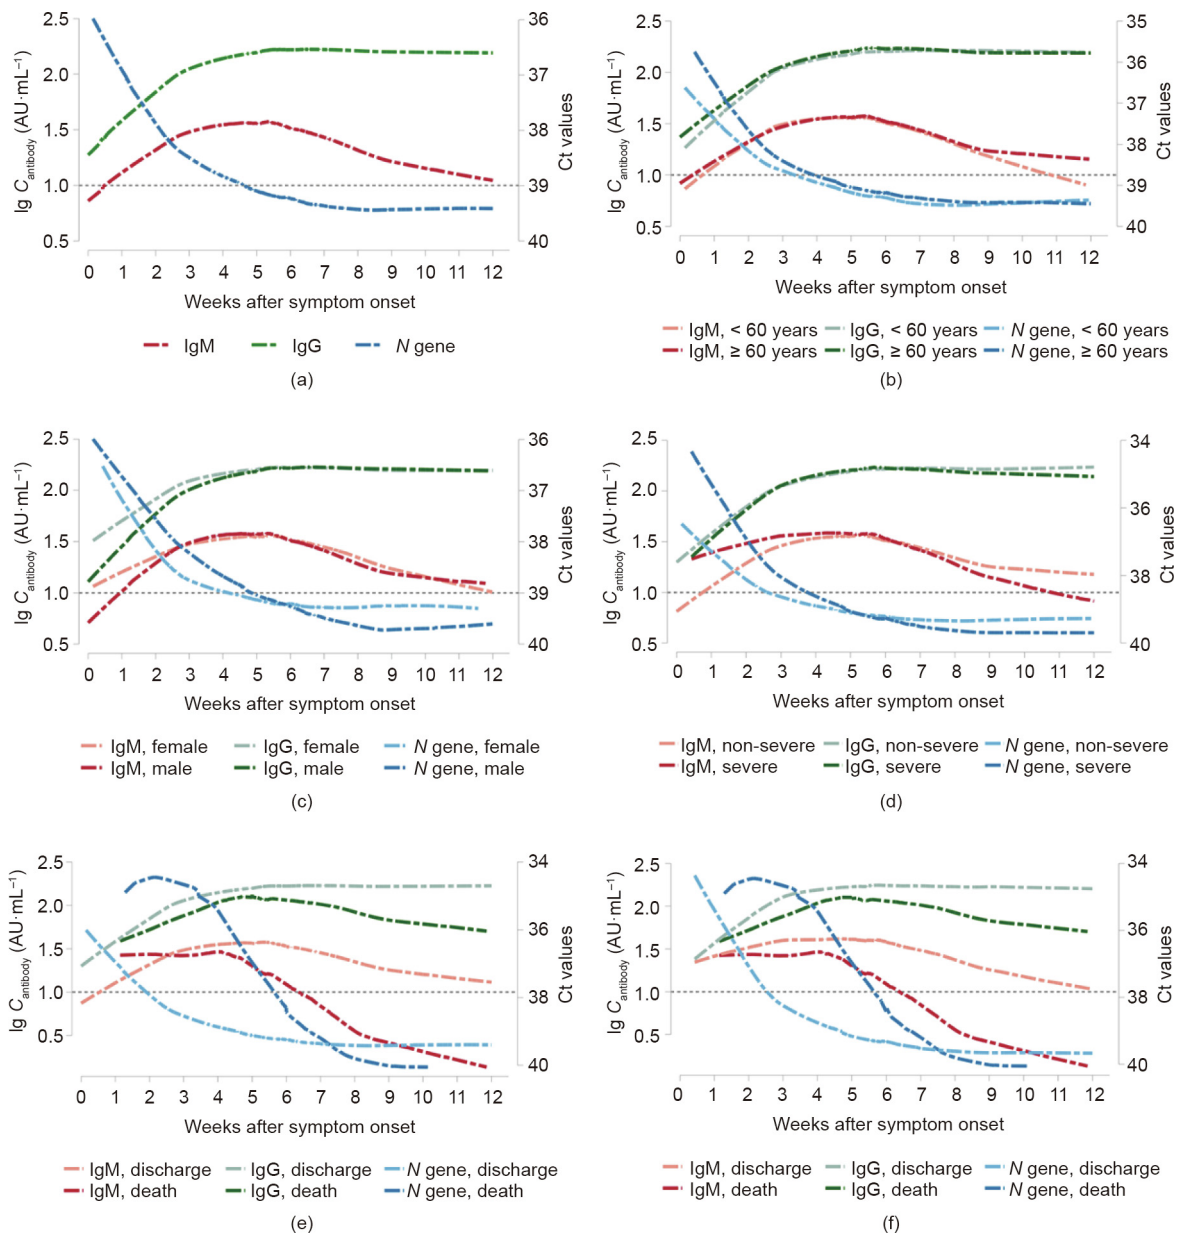 2.5
2.0
1.5
1.0
0.5
lg C antibody (AU·mL−1)
36
37
38
39
40
Ct values
0 1 2 3 4 5 6 7 8 9 10 11 12
Weeks after symptom onset
IgM IgG N gene
(a)
2.5
2.0
1.5
1.0
0.5
lg C antibody (AU·mL−1)
35
36
37
38
39
40
Ct values
0 1 2 3 4 5 6 7 8 9 10 11 12
Weeks after symptom onset
IgM, < 60 years IgG, < 60 years N gene, < 60 years
IgM, ≥ 60 years IgG, ≥ 60 years N gene, ≥ 60 years
(b)
2.5
2.0
1.5
1.0
0.5
lg C antibody (AU·mL−1)
36
37
38
39
40
Ct values
0 1 2 3 4 5 6 7 8 9 10 11 12
Weeks after symptom onset
IgM, female IgG, female N gene, female
IgM, male IgG, male N gene, male
(c)
2.5
2.0
1.5
1.0
0.5
lg C antibody (AU·mL−1)
34
36
38
40
Ct values
0 1 2 3 4 5 6 7 8 9 10 11 12
Weeks after symptom onset
IgM, non-severe IgG, non-severe N gene, non-severe
IgM, severe IgG, severe N gene, severe
(d)
2.5
2.0
1.5
1.0
0.5
lg C antibody (AU·mL−1)
34
36
38
40
Ct values
0 1 2 3 4 5 6 7 8 9 10 11 12
Weeks after symptom onset
IgM, discharge IgG, discharge N gene, discharge
IgM, death IgG, death N gene, death
(e)
2.5
2.0
1.5
1.0
0.5
lg C antibody (AU·mL−1)
34
36
38
40
Ct values
0 1 2 3 4 5 6 7 8 9 10 11 12
Weeks after symptom onset
IgM, discharge IgG, discharge N gene, discharge
IgM, death IgG, death N gene, death
(f)